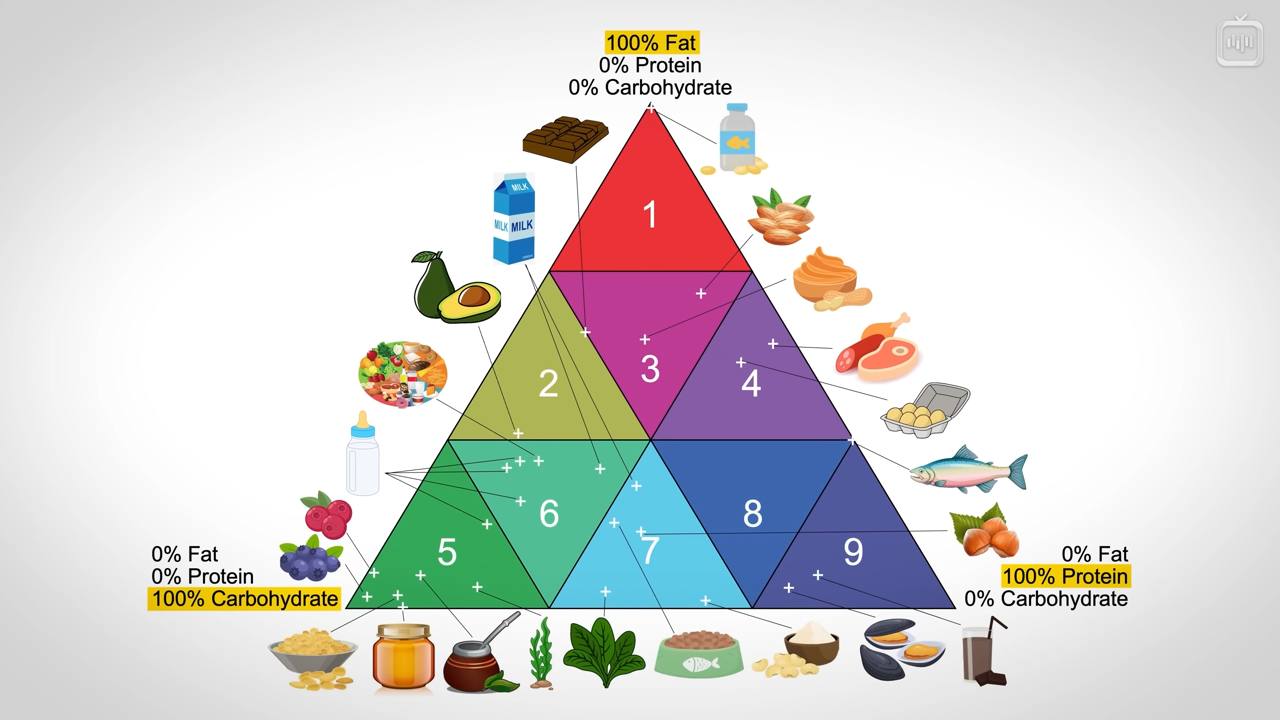 100% Fat
0% Protein
0% Carbohydrate
MILK
MILK MILK
1
2
3
4
5
6
7
8
9
0% Fat
0% Protein
100% Carbohydrate
0% Fat
100% Protein
0% Carbohydrate